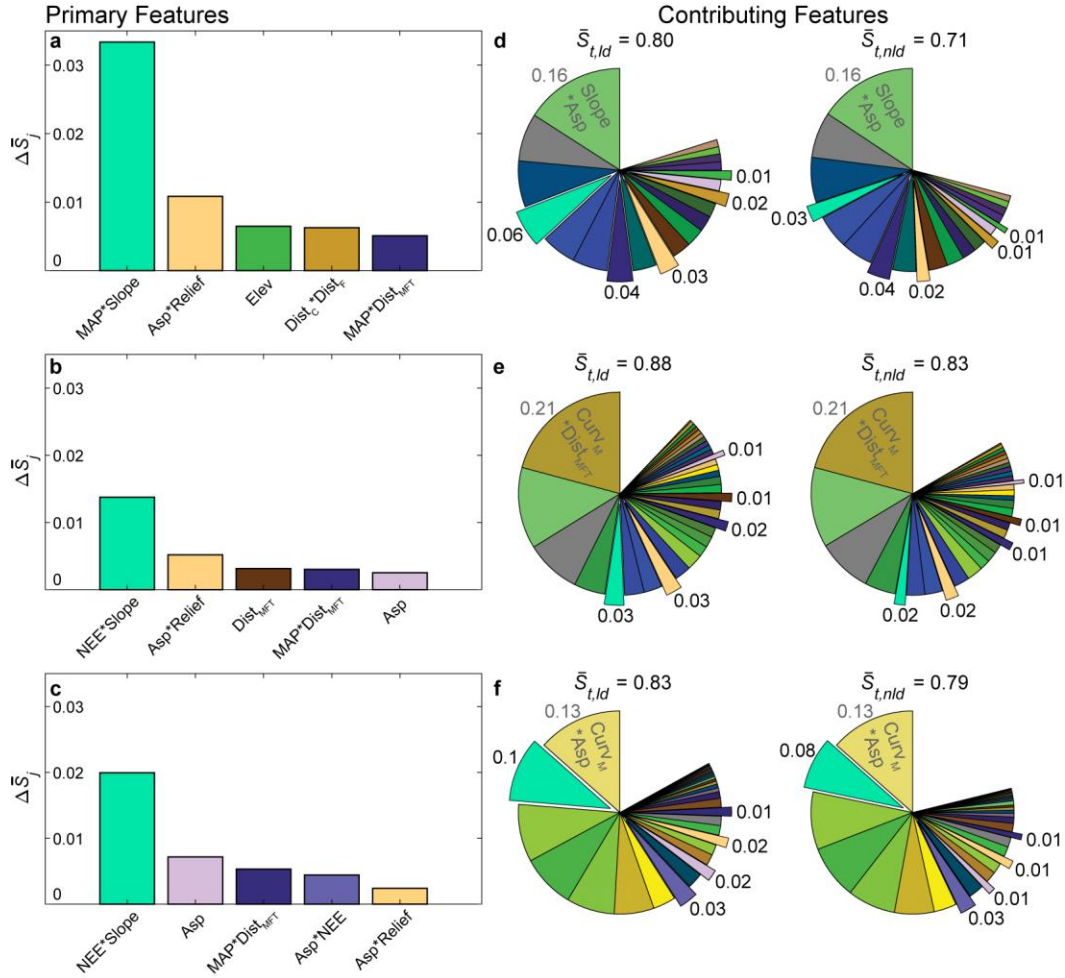 Primary Features
Contributing Features
a
ΔS̄j
0.03
0.02
0.01
0
MAP*Slope
Asp*Relief
Elev
DistC*DistF
MAP*DistMFT
d
S̄t,ld = 0.80
0.16
Slope
*Asp
0.01
0.02
0.03
0.04
0.06
S̄t,nld = 0.71
0.16
Slope
*Asp
0.01
0.01
0.02
0.04
0.03
b
ΔS̄j
0.03
0.02
0.01
0
NEE*Slope
Asp*Relief
DistMFT
MAP*DistMFT
Asp
e
S̄t,ld = 0.88
0.21
CurvM
*DistMFT
0.01
0.01
0.02
0.03
0.03
S̄t,nld = 0.83
0.21
CurvM
*DistMFT
0.01
0.01
0.01
0.02
0.02
c
ΔS̄j
0.03
0.02
0.01
0
NEE*Slope
Asp
MAP*DistMFT
Asp*NEE
Asp*Relief
f
S̄t,ld = 0.83
0.13
CurvM
*Asp
0.1
0.01
0.02
0.02
0.03
S̄t,nld = 0.79
0.13
CurvM
*Asp
0.08
0.01
0.01
0.01
0.03